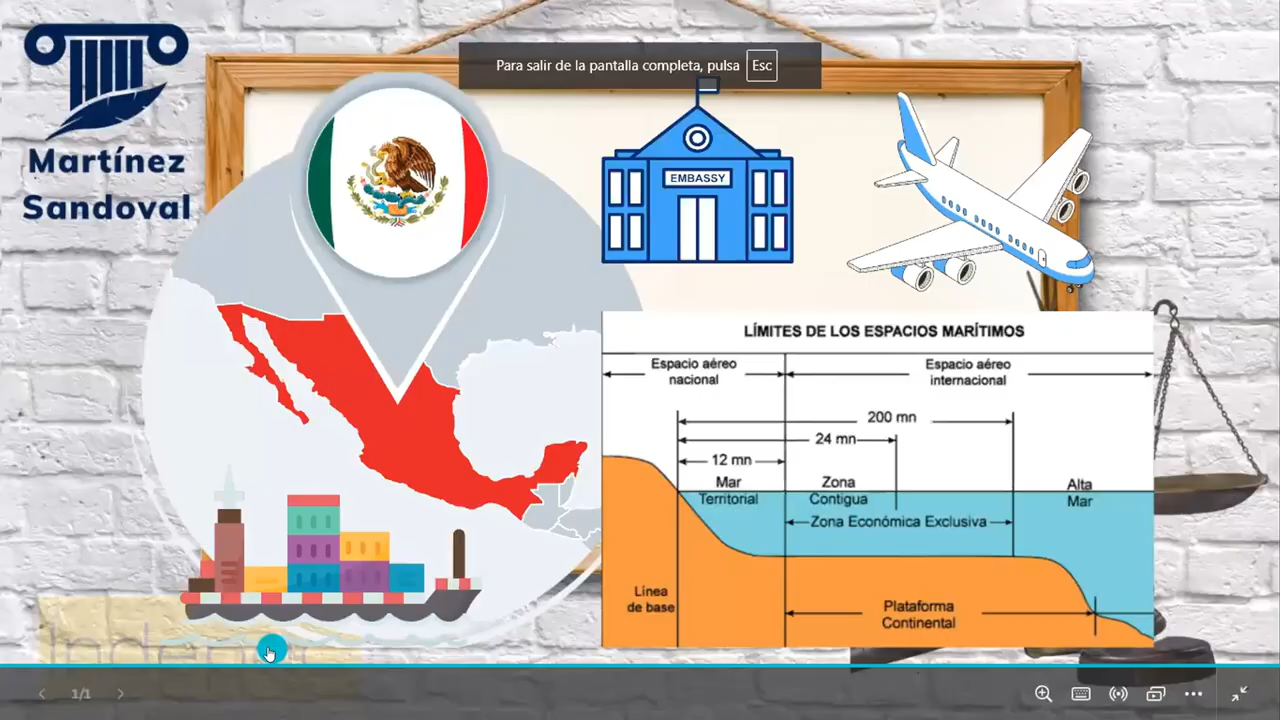 Martínez
Sandoval
Para salir de la pantalla completa, pulsa Esc
EMBASSY
LÍMITES DE LOS ESPACIOS MARÍTIMOS
Espacio aéreo
nacional
Espacio aéreo
internacional
200 mn
24 mn
12 mn
Mar
Territorial
Zona
Contigua
Alta
Mar
Zona Económica Exclusiva
Línea
de base
Plataforma
Continental
1/1